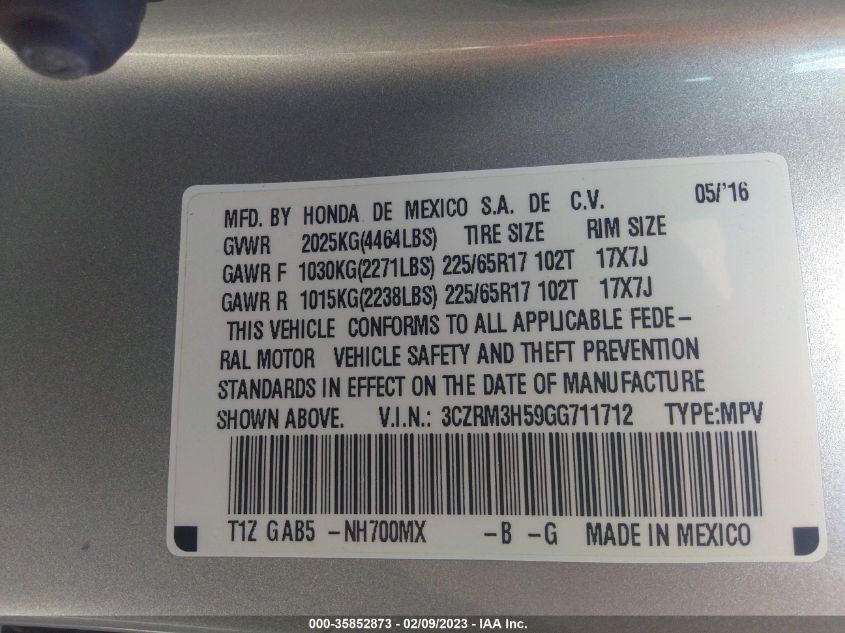 MFD. BY HONDA DE MEXICO S.A. DE C.V. 05/'16
GVWR 2025KG(4464LBS) TIRE SIZE RIM SIZE
GAWR F 1030KG(2271LBS) 225/65R17 102T 17X7J
GAWR R 1015KG(2238LBS) 225/65R17 102T 17X7J
THIS VEHICLE CONFORMS TO ALL APPLICABLE FEDE-
RAL MOTOR VEHICLE SAFETY AND THEFT PREVENTION
STANDARDS IN EFFECT ON THE DATE OF MANUFACTURE
SHOWN ABOVE. V.I.N.: 3CZRM3H59GG711712 TYPE:MPV
T1Z GAB5 -NH700MX -B -G MADE IN MEXICO
000-35852873 - 02/09/2023 - IAA Inc.